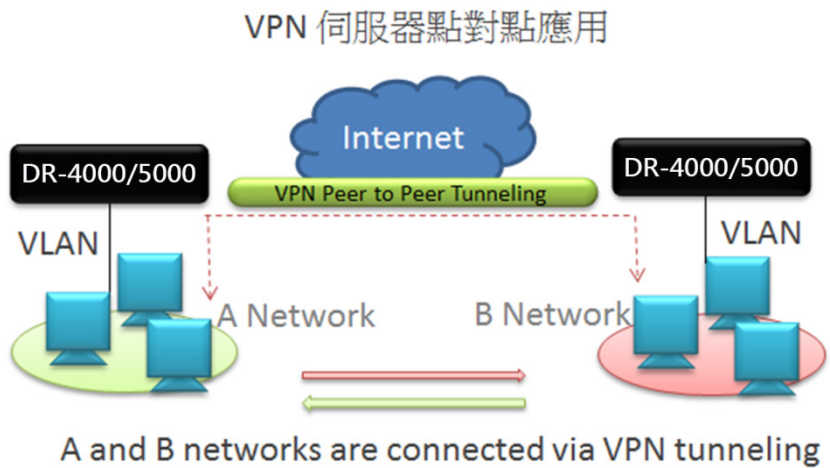 VPN 伺服器點對點應用
Internet
DR-4000/5000
DR-4000/5000
VPN Peer to Peer Tunneling
VLAN
VLAN
A Network
B Network
A and B networks are connected via VPN tunneling